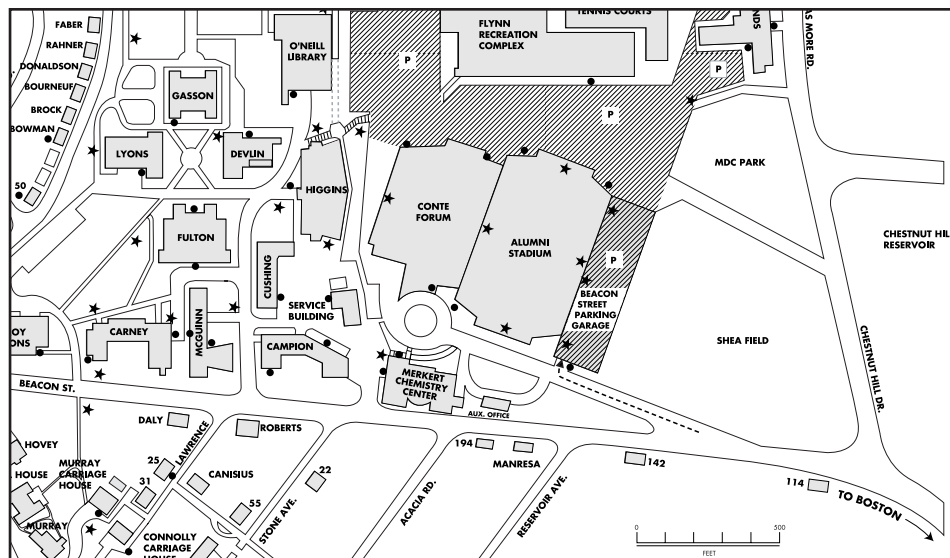 FABER
RAHNER
DONALDSON
BOURNEUF
BROCK
BOWMAN
50
O'NEILL
LIBRARY
FLYNN
RECREATION
COMPLEX
TENNIS COURTS
P
P
P
GASSON
LYONS
DEVLIN
HIGGINS
MDC PARK
CONTE
FORUM
ALUMNI
STADIUM
FULTON
CUSHING
CHESTNUT HIL
RESERVOIR
P
BEACON
STREET
PARKING
GARAGE
SERVICE
BUILDING
CARNEY
MCGUINN
CAMPION
SHEA FIELD
CHESTNUT HILL DR.
MERKERT
CHEMISTRY
CENTER
BEACON ST.
AUX. OFFICE
DALY
LAWRENCE
ROBERTS
HOVEY
HOUSE
MURRAY
CARRIAGE
HOUSE
25
31
CANISIUS
55
22
STONE AVE.
ACACIA RD.
194
MANRESA
RESERVOIR AVE.
142
114
TO BOSTON
MURRAY
CONNOLLY
CARRIAGE
HOUSE
0
500
FEET